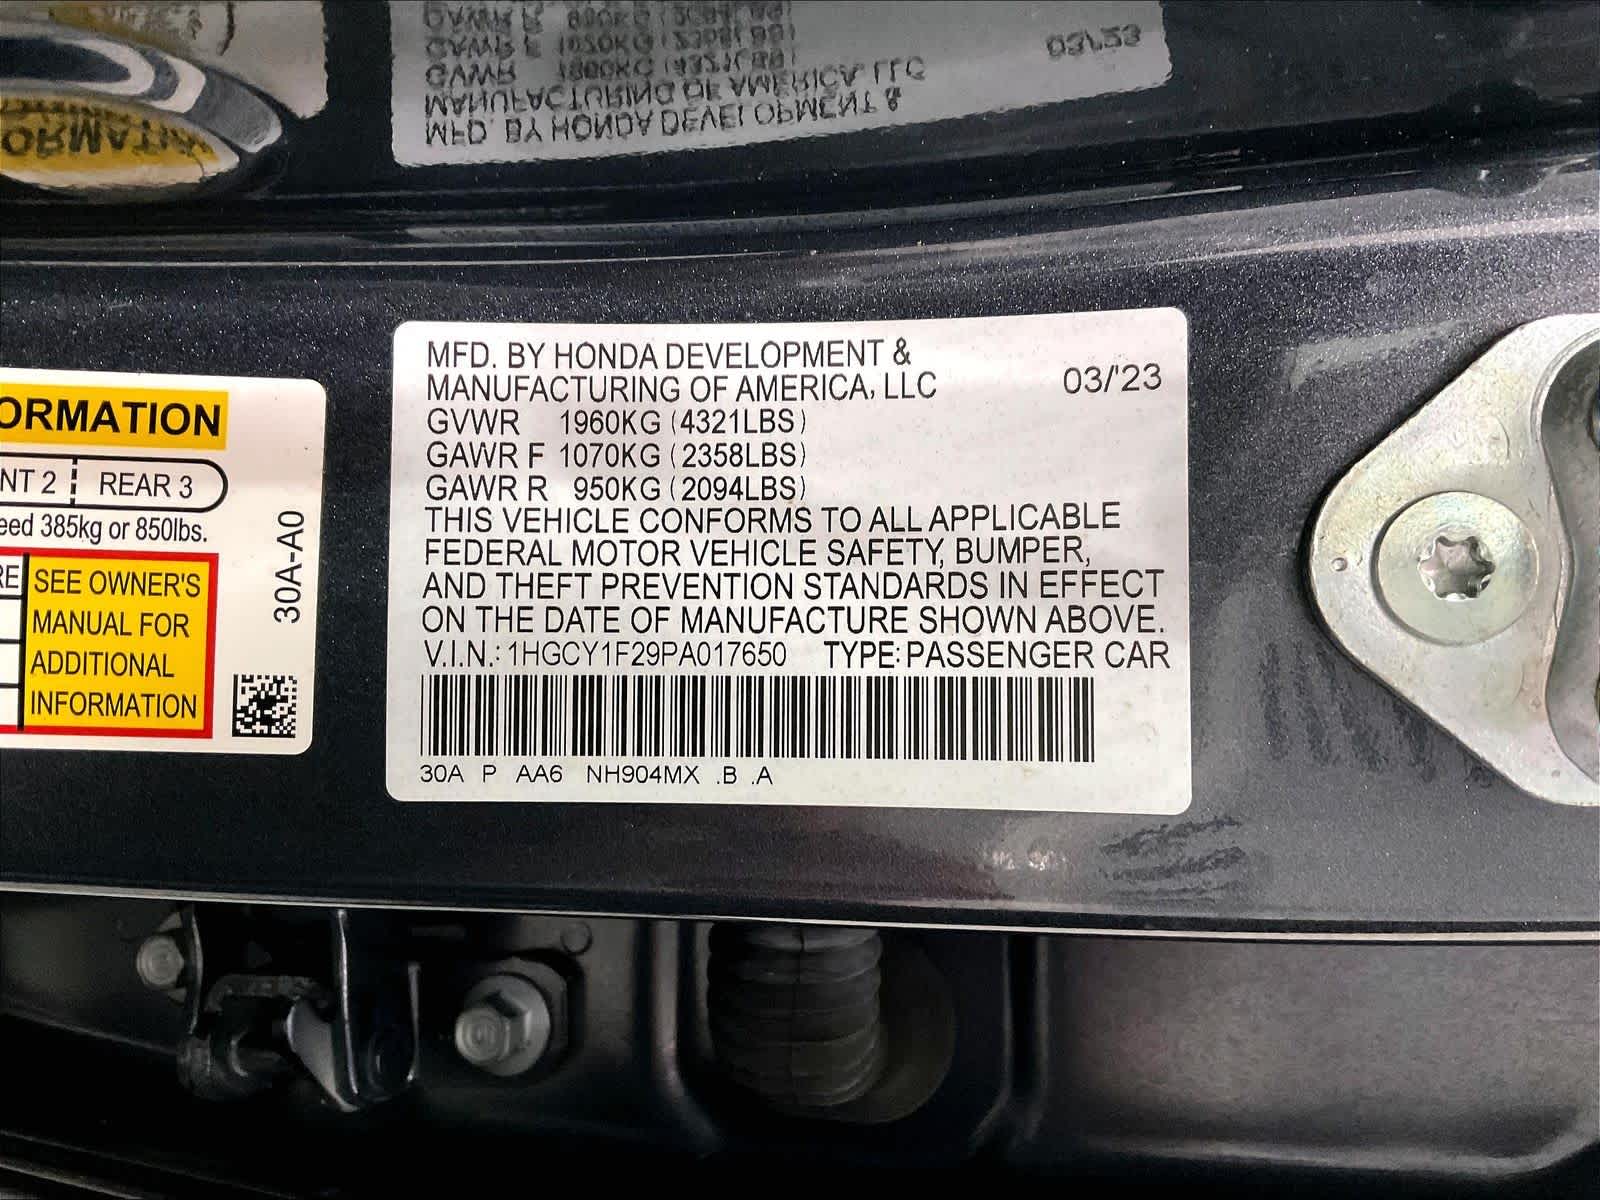 ORMATION
NT 2 REAR 3
eed 385kg or 850lbs.
RE
SEE OWNER'S
MANUAL FOR
ADDITIONAL
INFORMATION
30A-A0
MFD. BY HONDA DEVELOPMENT &
MANUFACTURING OF AMERICA, LLC 03/'23
GVWR 1960KG (4321LBS)
GAWR F 1070KG (2358LBS)
GAWR R 950KG (2094LBS)
THIS VEHICLE CONFORMS TO ALL APPLICABLE
FEDERAL MOTOR VEHICLE SAFETY, BUMPER,
AND THEFT PREVENTION STANDARDS IN EFFECT
ON THE DATE OF MANUFACTURE SHOWN ABOVE.
V.I.N.: 1HGCY1F29PA017650 TYPE: PASSENGER CAR
30A P AA6 NH904MX .B .A